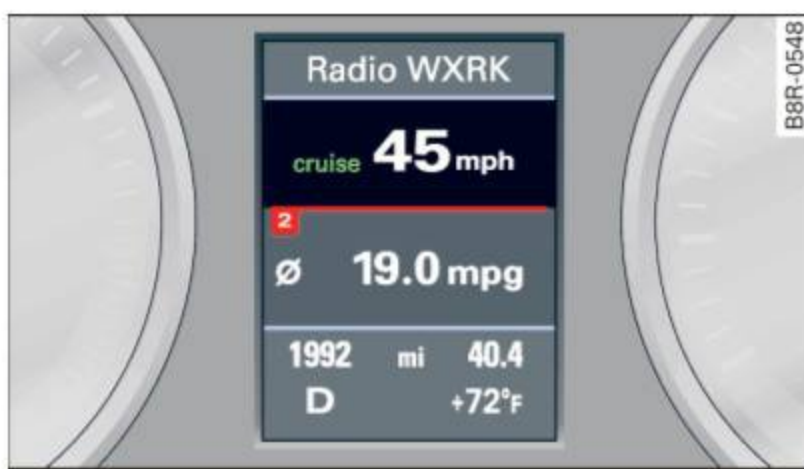 Radio WXRK
cruise 45 mph
2
ø 19.0 mpg
1992 mi 40.4
D +72°F
B8R-0548